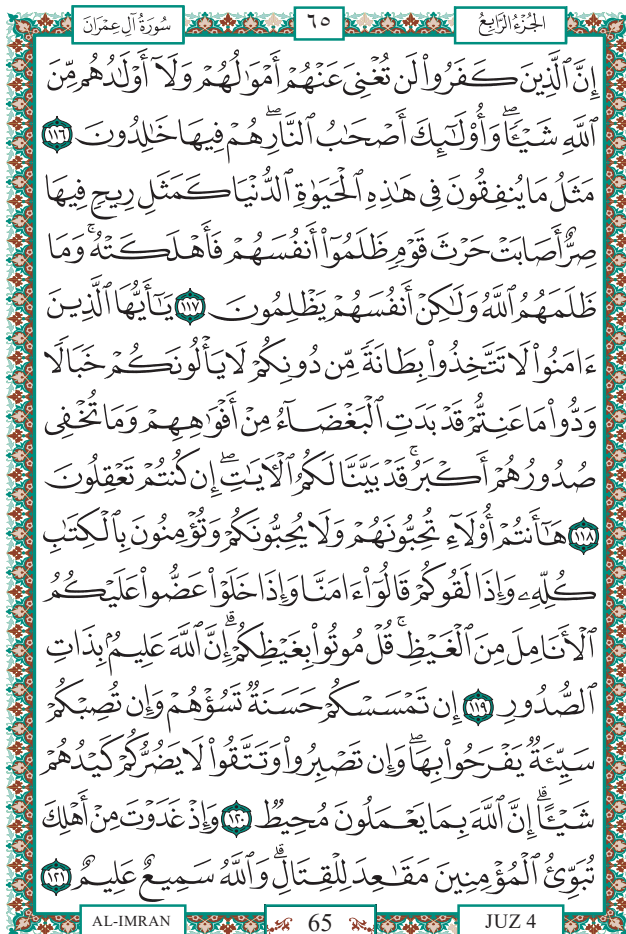 سُورَةُ آلِ عِمْرَان ٦٥ الجُزْءُ الرَّابِعُ
إِنَّ ٱلَّذِينَ كَفَرُوا۟ لَن تُغْنِىَ عَنْهُمْ أَمْوَٰلُهُمْ وَلَآ أَوْلَٰدُهُم مِّنَ
ٱللَّهِ شَيْـًٔا ۖ وَأُو۟لَٰٓئِكَ أَصْحَٰبُ ٱلنَّارِ ۖ هُمْ فِيهَا خَٰلِدُونَ ١١٦
مَثَلُ مَا يُنفِقُونَ فِى هَٰذِهِ ٱلْحَيَوٰةِ ٱلدُّنْيَا كَمَثَلِ رِيحٍ فِيهَا
صِرٌّ أَصَابَتْ حَرْثَ قَوْمٍ ظَلَمُوٓا۟ أَنفُسَهُمْ فَأَهْلَكَتْهُ ۚ وَمَا
ظَلَمَهُمُ ٱللَّهُ وَلَٰكِنْ أَنفُسَهُمْ يَظْلِمُونَ ١١٧ يَٰٓأَيُّهَا ٱلَّذِينَ
ءَامَنُوا۟ لَا تَتَّخِذُوا۟ بِطَانَةً مِّن دُونِكُمْ لَا يَأْلُونَكُمْ خَبَالًا
وَدُّوا۟ مَا عَنِتُّمْ قَدْ بَدَتِ ٱلْبَغْضَآءُ مِنْ أَفْوَٰهِهِمْ وَمَا تُخْفِى
صُدُورُهُمْ أَكْبَرُ ۚ قَدْ بَيَّنَّا لَكُمُ ٱلْـَٔايَٰتِ ۖ إِن كُنتُمْ تَعْقِلُونَ
١١٨ هَٰٓأَنتُمْ أُو۟لَآءِ تُحِبُّونَهُمْ وَلَا يُحِبُّونَكُمْ وَتُؤْمِنُونَ بِٱلْكِتَٰبِ
كُلِّهِۦ وَإِذَا لَقُوكُمْ قَالُوٓا۟ ءَامَنَّا وَإِذَا خَلَوْا۟ عَضُّوا۟ عَلَيْكُمُ
ٱلْأَنَامِلَ مِنَ ٱلْغَيْظِ ۚ قُلْ مُوتُوا۟ بِغَيْظِكُمْ ۗ إِنَّ ٱللَّهَ عَلِيمٌۢ بِذَاتِ
ٱلصُّدُورِ ١١٩ إِن تَمْسَسْكُمْ حَسَنَةٌ تَسُؤْهُمْ وَإِن تُصِبْكُمْ
سَيِّئَةٌ يَفْرَحُوا۟ بِهَا ۖ وَإِن تَصْبِرُوا۟ وَتَتَّقُوا۟ لَا يَضُرُّكُمْ كَيْدُهُمْ
شَيْـًٔا ۗ إِنَّ ٱللَّهَ بِمَا يَعْمَلُونَ مُحِيطٌ ١٢٠ وَإِذْ غَدَوْتَ مِنْ أَهْلِكَ
تُبَوِّئُ ٱلْمُؤْمِنِينَ مَقَٰعِدَ لِلْقِتَالِ ۗ وَٱللَّهُ سَمِيعٌ عَلِيمٌ ١٢١
AL-IMRAN 65 JUZ 4